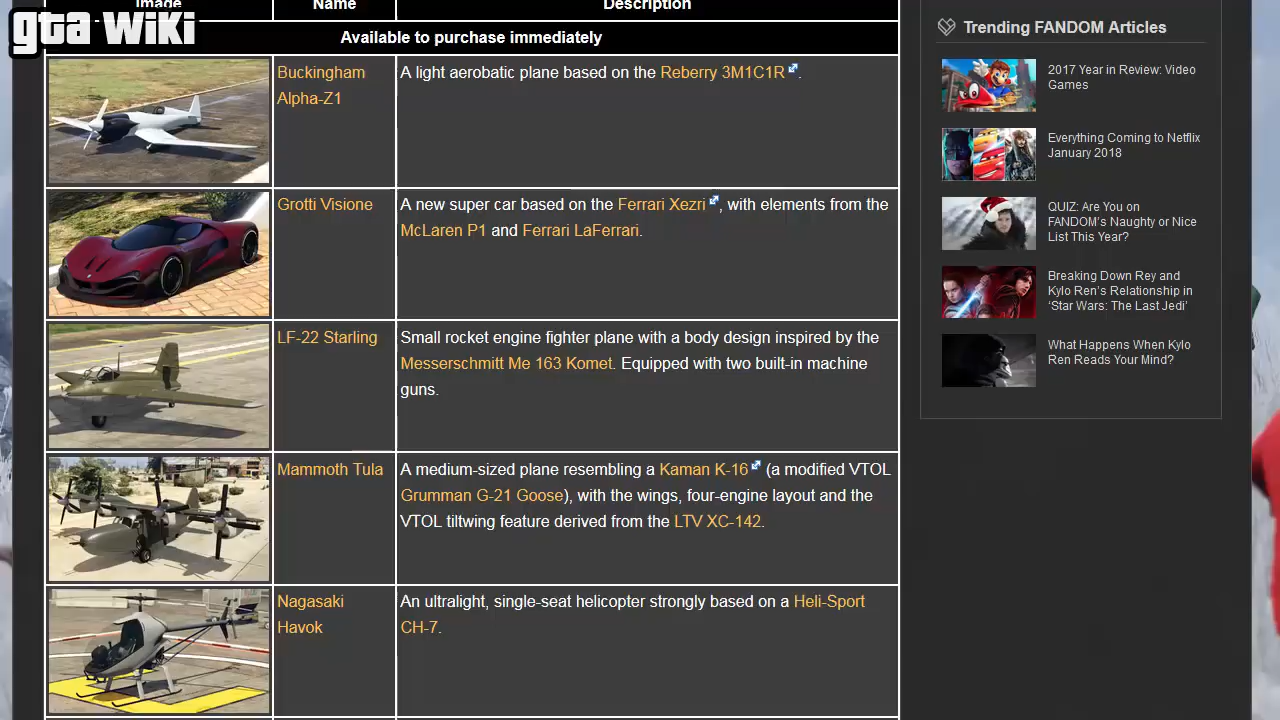 gta wiki
Image Name Description
Available to purchase immediately
Buckingham
Alpha-Z1
A light aerobatic plane based on the Reberry 3M1C1R.
Grotti Visione
A new super car based on the Ferrari Xezri, with elements from the
McLaren P1 and Ferrari LaFerrari.
LF-22 Starling
Small rocket engine fighter plane with a body design inspired by the
Messerschmitt Me 163 Komet. Equipped with two built-in machine
guns.
Mammoth Tula
A medium-sized plane resembling a Kaman K-16 (a modified VTOL
Grumman G-21 Goose), with the wings, four-engine layout and the
VTOL tiltwing feature derived from the LTV XC-142.
Nagasaki
Havok
An ultralight, single-seat helicopter strongly based on a Heli-Sport
CH-7.
Trending FANDOM Articles
2017 Year in Review: Video
Games
Everything Coming to Netflix
January 2018
QUIZ: Are You on
FANDOM's Naughty or Nice
List This Year?
Breaking Down Rey and
Kylo Ren's Relationship in
'Star Wars: The Last Jedi'
What Happens When Kylo
Ren Reads Your Mind?